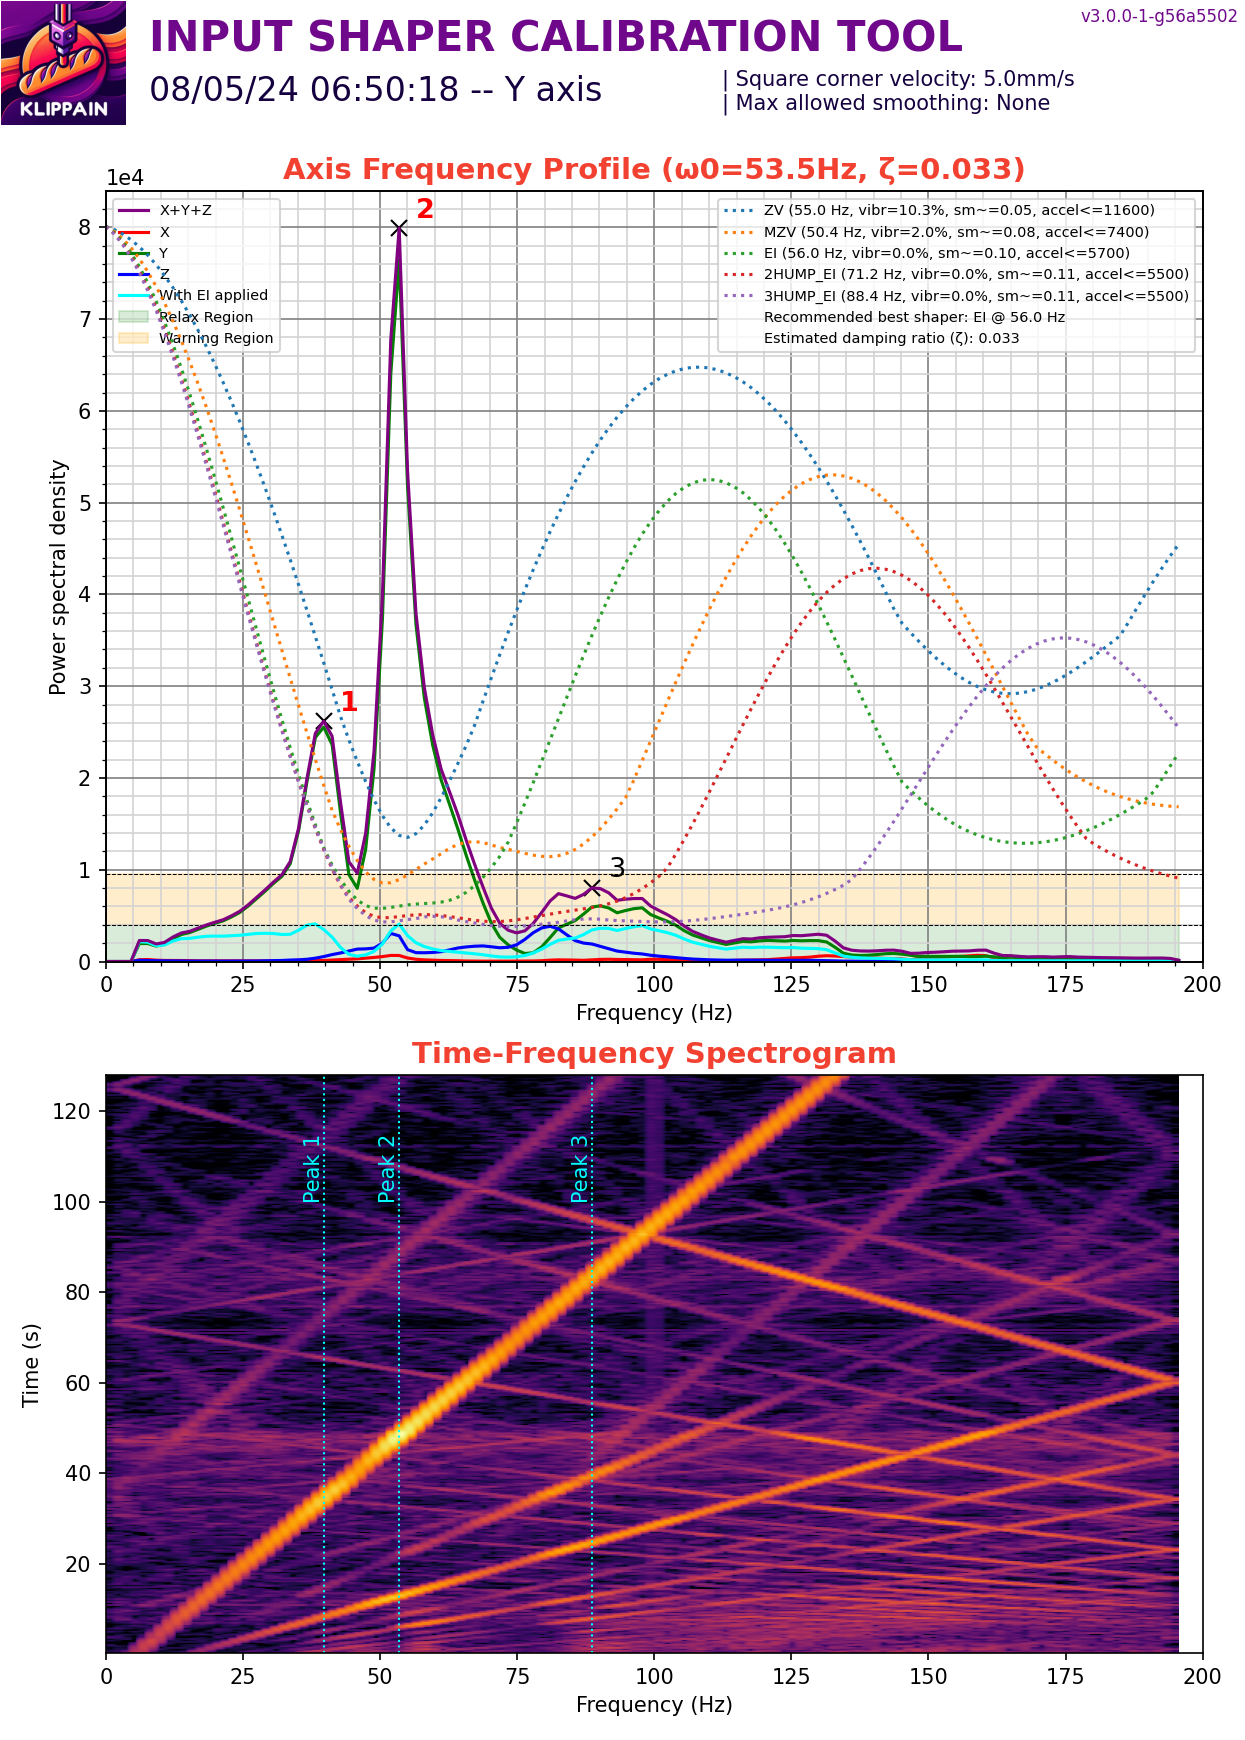 v3.0.0-1-g56a5502
INPUT SHAPER CALIBRATION TOOL
08/05/24 06:50:18 -- Y axis
| Square corner velocity: 5.0mm/s
| Max allowed smoothing: None
KLIPPAIN
Axis Frequency Profile (ω0=53.5Hz, ζ=0.033)
1e4
X+Y+Z
X
Y
Z
With EI applied
Relax Region
Warning Region
ZV (55.0 Hz, vibr=10.3%, sm~=0.05, accel<=11600)
MZV (50.4 Hz, vibr=2.0%, sm~=0.08, accel<=7400)
EI (56.0 Hz, vibr=0.0%, sm~=0.10, accel<=5700)
2HUMP_EI (71.2 Hz, vibr=0.0%, sm~=0.11, accel<=5500)
3HUMP_EI (88.4 Hz, vibr=0.0%, sm~=0.11, accel<=5500)
Recommended best shaper: EI @ 56.0 Hz
Estimated damping ratio (ζ): 0.033
2
1
3
8
7
6
5
4
3
2
1
0
Power spectral density
0 25 50 75 100 125 150 175 200
Frequency (Hz)
Time-Frequency Spectrogram
Peak 1
Peak 2
Peak 3
120
100
80
60
40
20
Time (s)
0 25 50 75 100 125 150 175 200
Frequency (Hz)